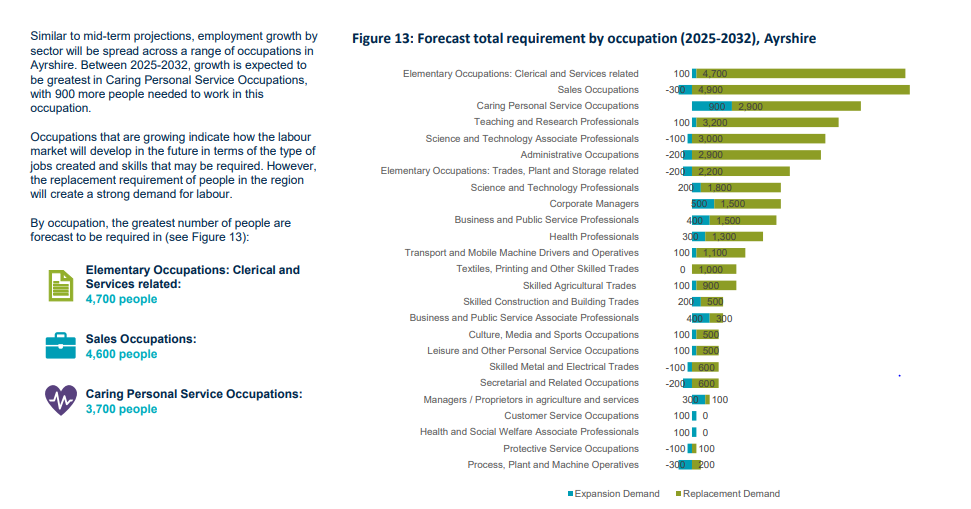 Similar to mid-term projections, employment growth by
sector will be spread across a range of occupations in
Ayrshire. Between 2025-2032, growth is expected to
be greatest in Caring Personal Service Occupations,
with 900 more people needed to work in this
occupation.
Occupations that are growing indicate how the labour
market will develop in the future in terms of the type of
jobs created and skills that may be required. However,
the replacement requirement of people in the region
will create a strong demand for labour.
By occupation, the greatest number of people are
forecast to be required in (see Figure 13):
Elementary Occupations: Clerical and
Services related:
4,700 people
Sales Occupations:
4,600 people
Caring Personal Service Occupations:
3,700 people
Figure 13: Forecast total requirement by occupation (2025-2032), Ayrshire
Elementary Occupations: Clerical and Services related 100 4,700
Sales Occupations -300 4,900
Caring Personal Service Occupations 900 2,900
Teaching and Research Professionals 100 3,200
Science and Technology Associate Professionals -100 3,000
Administrative Occupations -200 2,900
Elementary Occupations: Trades, Plant and Storage related -200 2,200
Science and Technology Professionals 200 1,800
Corporate Managers 500 1,500
Business and Public Service Professionals 400 1,500
Health Professionals 300 1,300
Transport and Mobile Machine Drivers and Operatives 100 1,100
Textiles, Printing and Other Skilled Trades 0 1,000
Skilled Agricultural Trades 100 900
Skilled Construction and Building Trades 200 500
Business and Public Service Associate Professionals 400 300
Culture, Media and Sports Occupations 100 500
Leisure and Other Personal Service Occupations 100 500
Skilled Metal and Electrical Trades -100 600
Secretarial and Related Occupations -200 600
Managers / Proprietors in agriculture and services 300 100
Customer Service Occupations 100 0
Health and Social Welfare Associate Professionals 100 0
Protective Service Occupations -100 100
Process, Plant and Machine Operatives -300 200
Expansion Demand Replacement Demand